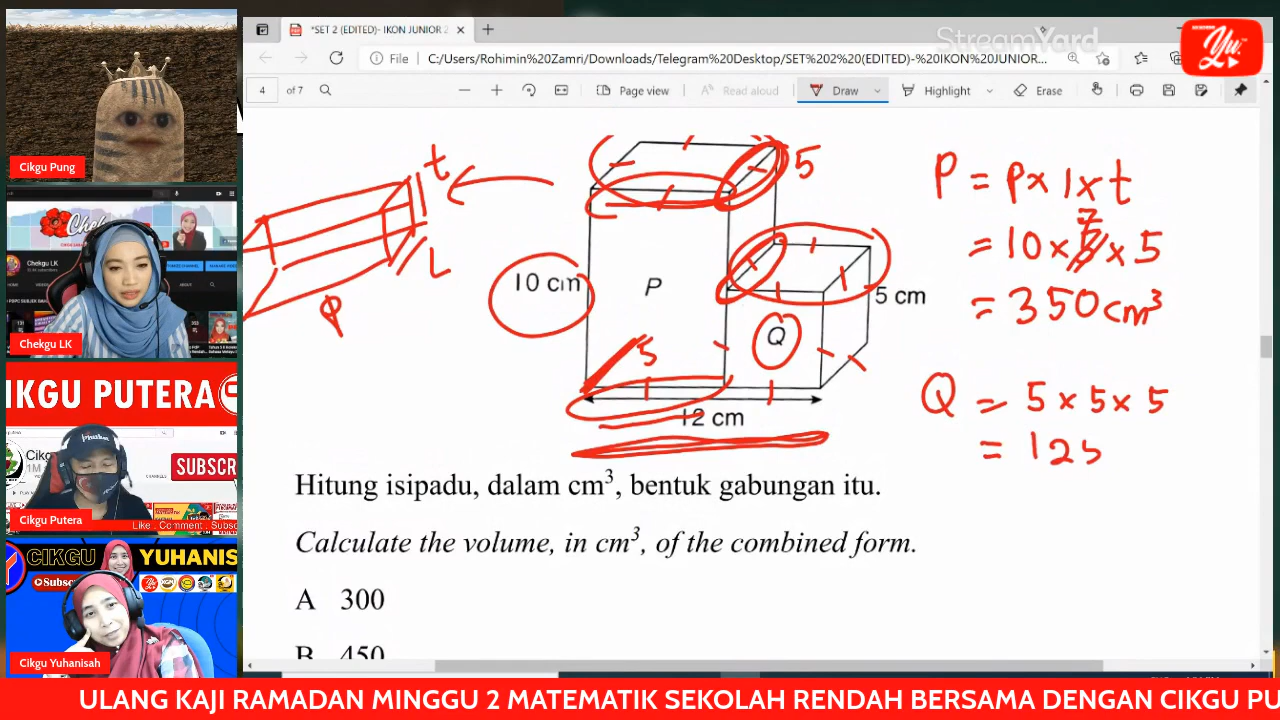 *SET 2 (EDITED)- IKON JUNIOR 2
StreamYard
File
C:/Users/Rohimin%20Zamri/Downloads/Telegram%20Desktop/SET%202%20(EDITED)-%20IKON%20JUNIOR...
4 of 7
Page view
Read aloud
Draw
Highlight
Erase
Cikgu Pung
Chekgu LK
IKGU PUTERA
SUBSCR
Cikgu Putera
Like . Comment . Subsc
CIKGU YUHANIS
Cikgu Yuhanisah
t
L
P
5
10 cm
P
5 cm
Q
5
12 cm
P = P x l x t
= 10 x 7 x 5
= 350 cm³
Q = 5 x 5 x 5
= 125
Hitung isipadu, dalam cm³, bentuk gabungan itu.
Calculate the volume, in cm³, of the combined form.
A 300
B 450
ULANG KAJI RAMADAN MINGGU 2 MATEMATIK SEKOLAH RENDAH BERSAMA DENGAN CIKGU PU